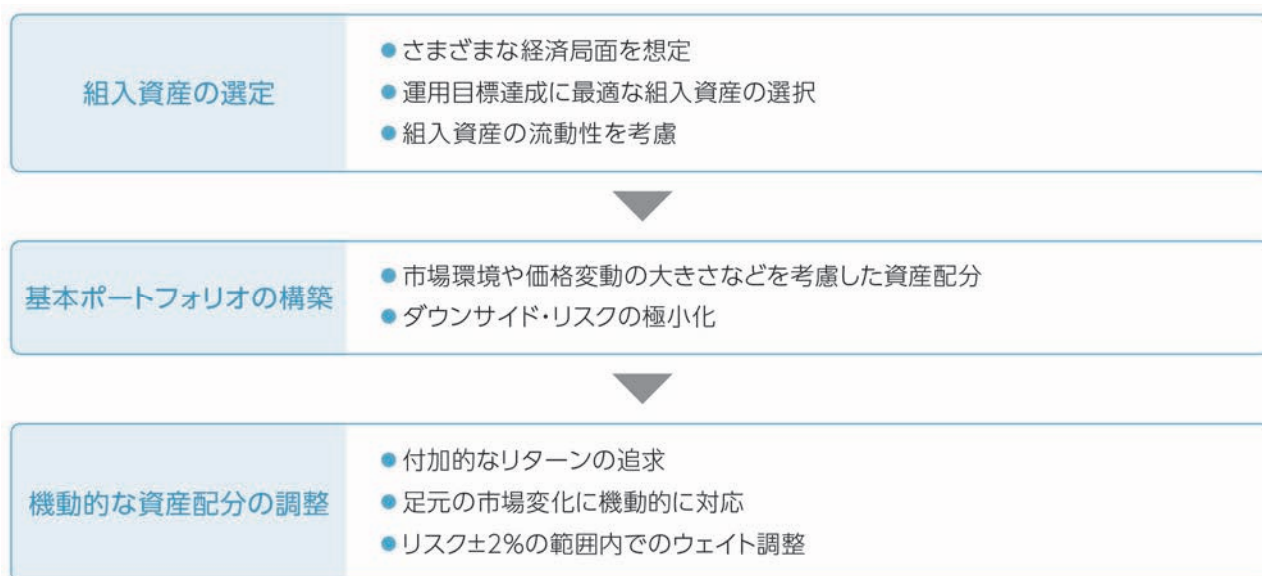 組入資産の選定
●さまざまな経済局面を想定
●運用目標達成に最適な組入資産の選択
●組入資産の流動性を考慮
基本ポートフォリオの構築
●市場環境や価格変動の大きさなどを考慮した資産配分
●ダウンサイド・リスクの極小化
機動的な資産配分の調整
●付加的なリターンの追求
●足元の市場変化に機動的に対応
●リスク±2%の範囲内でのウェイト調整